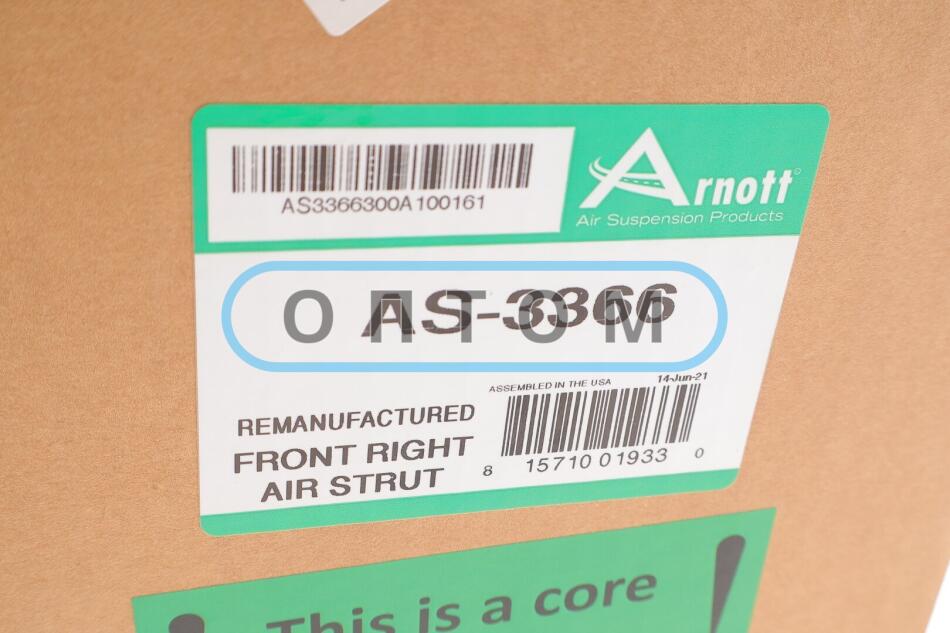 AS3366300A100161
Arnott®
Air Suspension Products
AS-3366
ОПТОМ
ASSEMBLED IN THE USA
14-Jun-21
REMANUFACTURED
FRONT RIGHT
AIR STRUT
8 15710 01933 0
! This is a core !